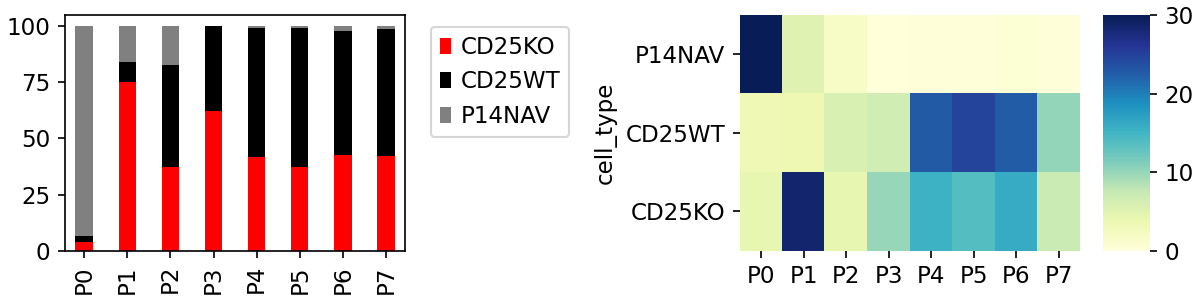 100
75
50
25
0
P0 P1 P2 P3 P4 P5 P6 P7
CD25KO
CD25WT
P14NAV
cell_type
P14NAV
CD25WT
CD25KO
P0 P1 P2 P3 P4 P5 P6 P7
30
20
10
0